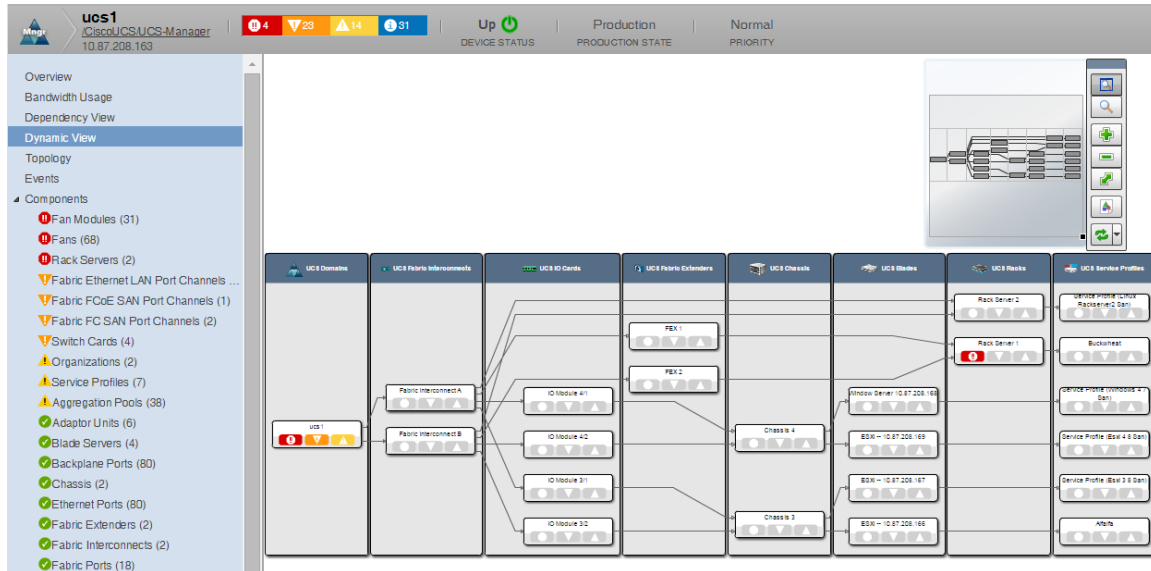 Mngr
ucs1
/CiscoUCS/UCS-Manager
10.87.208.163
4 23 14 31
Up
DEVICE STATUS
Production
PRODUCTION STATE
Normal
PRIORITY
Overview
Bandwidth Usage
Dependency View
Dynamic View
Topology
Events
Components
Fan Modules (31)
Fans (68)
Rack Servers (2)
Fabric Ethernet LAN Port Channels ...
Fabric FCoE SAN Port Channels (1)
Fabric FC SAN Port Channels (2)
Switch Cards (4)
Organizations (2)
Service Profiles (7)
Aggregation Pools (38)
Adaptor Units (6)
Blade Servers (4)
Backplane Ports (80)
Chassis (2)
Ethernet Ports (80)
Fabric Extenders (2)
Fabric Interconnects (2)
Fabric Ports (18)
UCS Domains
UCS Fabric Interconnects
UCS IO Cards
UCS Fabric Extenders
UCS Chassis
UCS Blades
UCS Racks
UCS Service Profiles
ucs1
Fabric Interconnect A
Fabric Interconnect B
IO Module 4/1
IO Module 4/2
IO Module 3/1
IO Module 3/2
FEX 1
FEX 2
Chassis 4
Chassis 3
Window Server 10.87.208.168
ESXi -- 10.87.208.169
ESXi -- 10.87.208.167
ESXi -- 10.87.208.166
Rack Server 2
Rack Server 1
Service Profile (Linux
Rackserver2 San)
Buckwheat
Service Profile (Windows 4 7
San)
Service Profile (Esxi 4 8 San)
Service Profile (Esxi 3 8 San)
Alfalfa